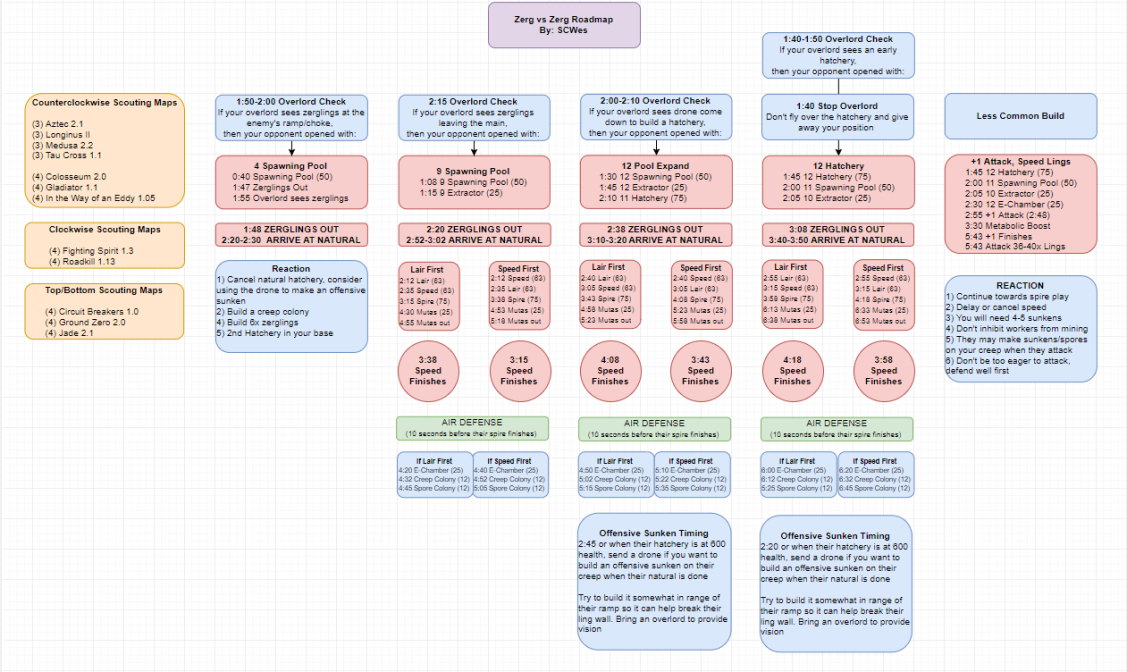 Zerg vs Zerg Roadmap
By: SCWes
Counterclockwise Scouting Maps
(3) Aztec 2.1
(3) Longinus II
(3) Medusa 2.2
(3) Tau Cross 1.1
(4) Colosseum 2.0
(4) Gladiator 1.1
(4) In the Way of an Eddy 1.05
Clockwise Scouting Maps
(4) Fighting Spirit 1.3
(4) Roadkill 1.13
Top/Bottom Scouting Maps
(4) Circuit Breakers 1.0
(4) Ground Zero 2.0
(4) Jade 2.1
1:50-2:00 Overlord Check
If your overlord sees zerglings at the
enemy's ramp/choke,
then your opponent opened with:
4 Spawning Pool
0:40 Spawning Pool (50)
1:47 Zerglings Out
1:55 Overlord sees zerglings
1:48 ZERGLINGS OUT
2:20-2:30 ARRIVE AT NATURAL
Reaction
1) Cancel natural hatchery, consider
using the drone to make an offensive
sunken
2) Build a creep colony
4) Build 6x zerglings
5) 2nd Hatchery in your base
2:15 Overlord Check
If your overlord sees zerglings
leaving the main,
then your opponent opened with:
9 Spawning Pool
1:08 9 Spawning Pool (50)
1:15 9 Extractor (25)
2:20 ZERGLINGS OUT
2:52-3:02 ARRIVE AT NATURAL
Lair First
2:12 Lair (63)
2:35 Speed (63)
3:15 Spire (75)
4:30 Mutas (25)
4:55 Mutas out
Speed First
2:12 Speed (63)
2:35 Lair (63)
3:38 Spire (75)
4:53 Mutas (25)
5:18 Mutas out
3:38
Speed
Finishes
3:15
Speed
Finishes
AIR DEFENSE
(10 seconds before their spire finishes)
If Lair First
4:20 E-Chamber (25)
4:32 Creep Colony (12)
4:45 Spore Colony (12)
If Speed First
4:40 E-Chamber (25)
4:52 Creep Colony (12)
5:05 Spore Colony (12)
2:00-2:10 Overlord Check
If your overlord sees drone come
down to build a hatchery,
then your opponent opened with:
12 Pool Expand
1:30 12 Spawning Pool (50)
1:45 12 Extractor (25)
2:10 11 Hatchery (75)
2:38 ZERGLINGS OUT
3:10-3:20 ARRIVE AT NATURAL
Lair First
2:40 Lair (63)
3:05 Speed (63)
3:43 Spire (75)
4:58 Mutas (25)
5:23 Mutas out
Speed First
2:40 Speed (63)
3:05 Lair (63)
4:08 Spire (75)
5:23 Mutas (25)
5:58 Mutas out
4:08
Speed
Finishes
3:43
Speed
Finishes
AIR DEFENSE
(10 seconds before their spire finishes)
If Lair First
4:50 E-Chamber (25)
5:02 Creep Colony (12)
5:15 Spore Colony (12)
If Speed First
5:10 E-Chamber (25)
5:22 Creep Colony (12)
5:35 Spore Colony (12)
Offensive Sunken Timing
2:45 or when their hatchery is at 600
health, send a drone if you want to
build an offensive sunken on their
creep when their natural is done
Try to build it somewhat in range of
their ramp so it can help break their
ling wall. Bring an overlord to provide
vision
1:40-1:50 Overlord Check
If your overlord sees an early
hatchery,
then your opponent opened with:
1:40 Stop Overlord
Don't fly over the hatchery and give
away your position
12 Hatchery
1:45 12 Hatchery (75)
2:00 11 Spawning Pool (50)
2:05 10 Extractor (25)
3:08 ZERGLINGS OUT
3:40-3:50 ARRIVE AT NATURAL
Lair First
2:55 Lair (63)
3:15 Speed (63)
3:58 Spire (75)
6:13 Mutas (25)
6:38 Mutas out
Speed First
2:55 Speed (63)
3:15 Lair (63)
4:18 Spire (75)
6:33 Mutas (25)
6:53 Mutas out
4:18
Speed
Finishes
3:58
Speed
Finishes
AIR DEFENSE
(10 seconds before their spire finishes)
If Lair First
6:00 E-Chamber (25)
6:12 Creep Colony (12)
5:25 Spore Colony (12)
If Speed First
6:20 E-Chamber (25)
6:32 Creep Colony (12)
6:45 Spore Colony (12)
Offensive Sunken Timing
2:20 or when their hatchery is at 600
health, send a drone if you want to
build an offensive sunken on their
creep when their natural is done
Try to build it somewhat in range of
their ramp so it can help break their
ling wall. Bring an overlord to provide
vision
Less Common Build
+1 Attack, Speed Lings
1:45 12 Hatchery (75)
2:00 11 Spawning Pool (50)
2:05 10 Extractor (25)
2:30 12 E-Chamber (25)
2:55 +1 Attack (2:48)
3:30 Metabolic Boost
5:43 +1 Finishes
5:43 Attack 36-40x Lings
REACTION
1) Continue towards spire play
2) Delay or cancel speed
3) You will need 4-5 sunkens
4) Don't inhibit workers from mining
5) They may make sunkens/spores
on your creep when they attack
6) Don't be too eager to attack,
defend well first